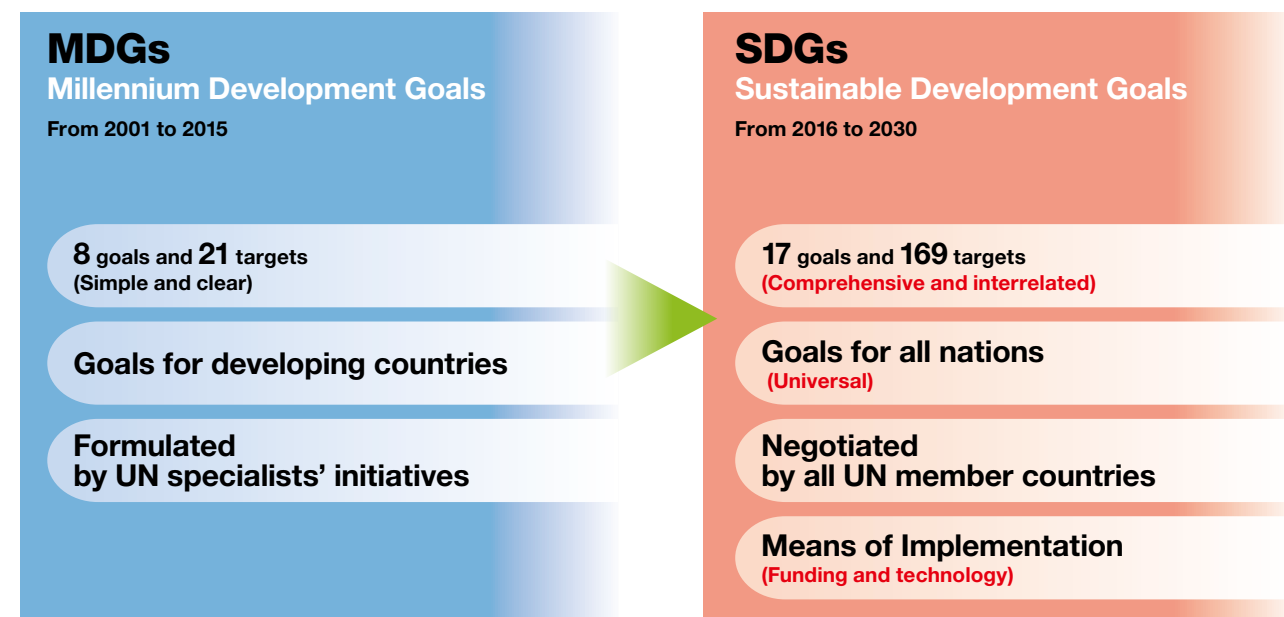 MDGs
Millennium Development Goals
From 2001 to 2015
8 goals and 21 targets
(Simple and clear)
Goals for developing countries
Formulated
by UN specialists’ initiatives
SDGs
Sustainable Development Goals
From 2016 to 2030
17 goals and 169 targets
(Comprehensive and interrelated)
Goals for all nations
(Universal)
Negotiated
by all UN member countries
Means of Implementation
(Funding and technology)